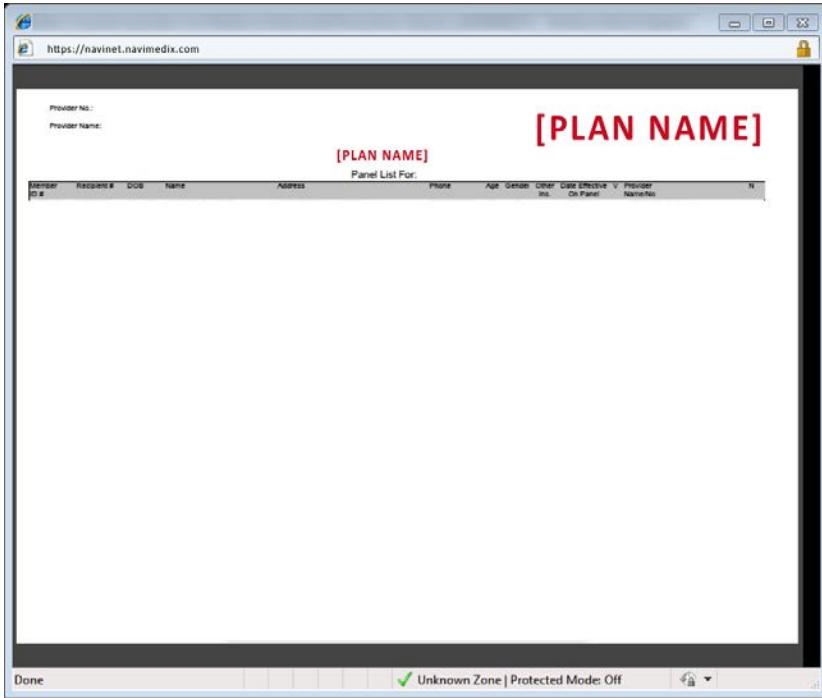 https://navinet.navimedix.com
Provider No.:
Provider Name:
[PLAN NAME]
[PLAN NAME]
Panel List For:
Member Recipient # DOB Name Address Phone Age Gender Other Date Effective V Provider N
ID # Ins. On Panel Name/No
Done Unknown Zone | Protected Mode: Off